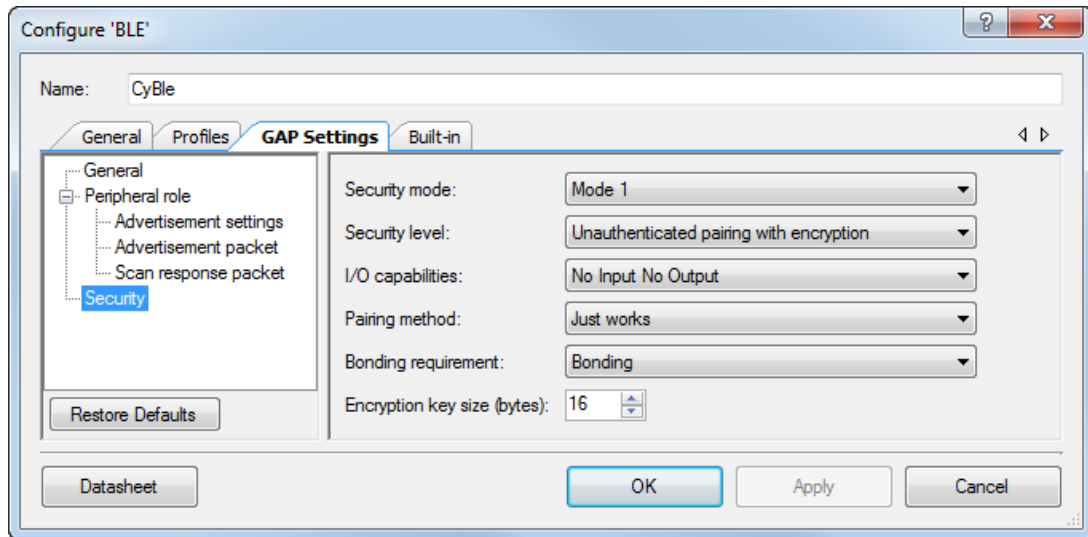 Configure 'BLE'
Name: CyBle
General Profiles GAP Settings Built-in
General
Peripheral role
Advertisement settings
Advertisement packet
Scan response packet
Security
Restore Defaults
Security mode: Mode 1
Security level: Unauthenticated pairing with encryption
I/O capabilities: No Input No Output
Pairing method: Just works
Bonding requirement: Bonding
Encryption key size (bytes): 16
Datasheet OK Apply Cancel